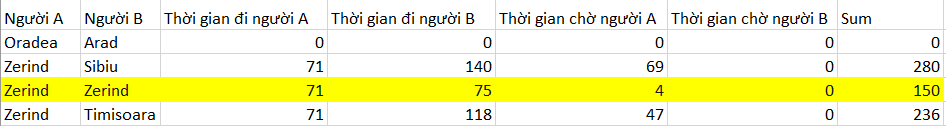 Người A Người B Thời gian đi người A Thời gian đi người B Thời gian chờ người A Thời gian chờ người B Sum
Oradea Arad 0 0 0 0 0
Zerind Sibiu 71 140 69 0 280
Zerind Zerind 71 75 4 0 150
Zerind Timisoara 71 118 47 0 236